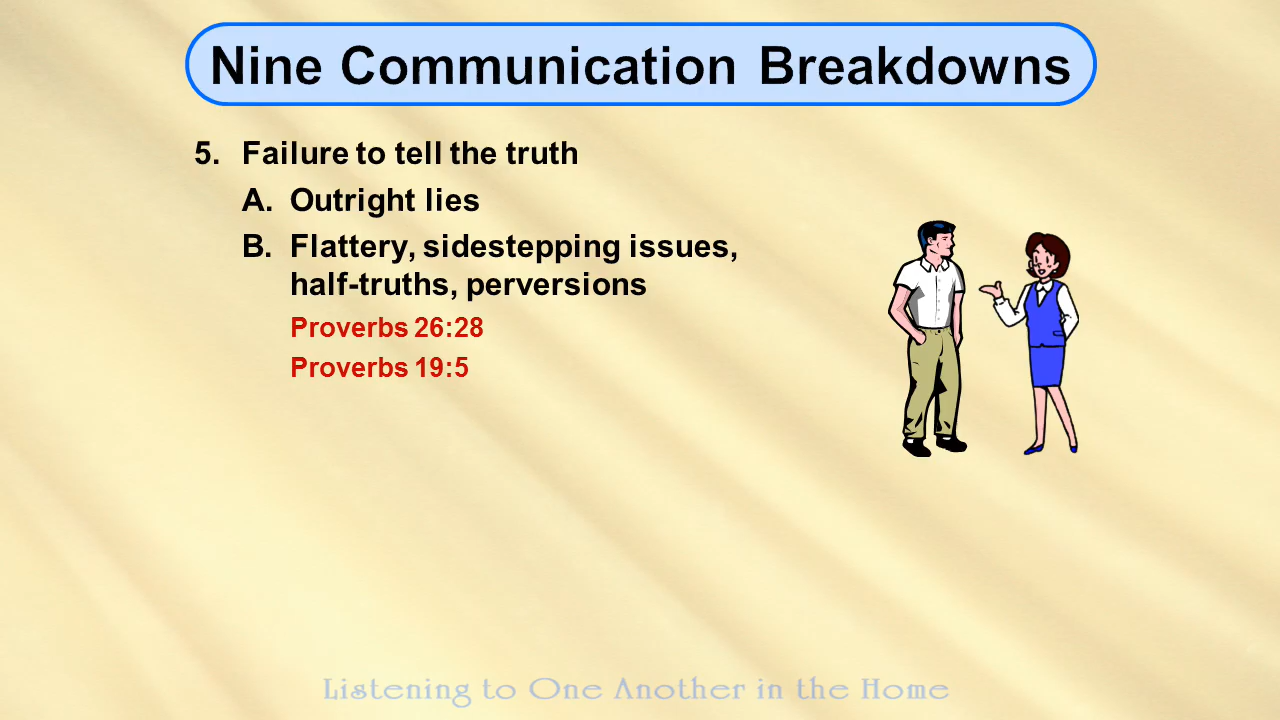 Nine Communication Breakdowns
5. Failure to tell the truth
A. Outright lies
B. Flattery, sidestepping issues,
half-truths, perversions
Proverbs 26:28
Proverbs 19:5
Listening to One Another in the Home